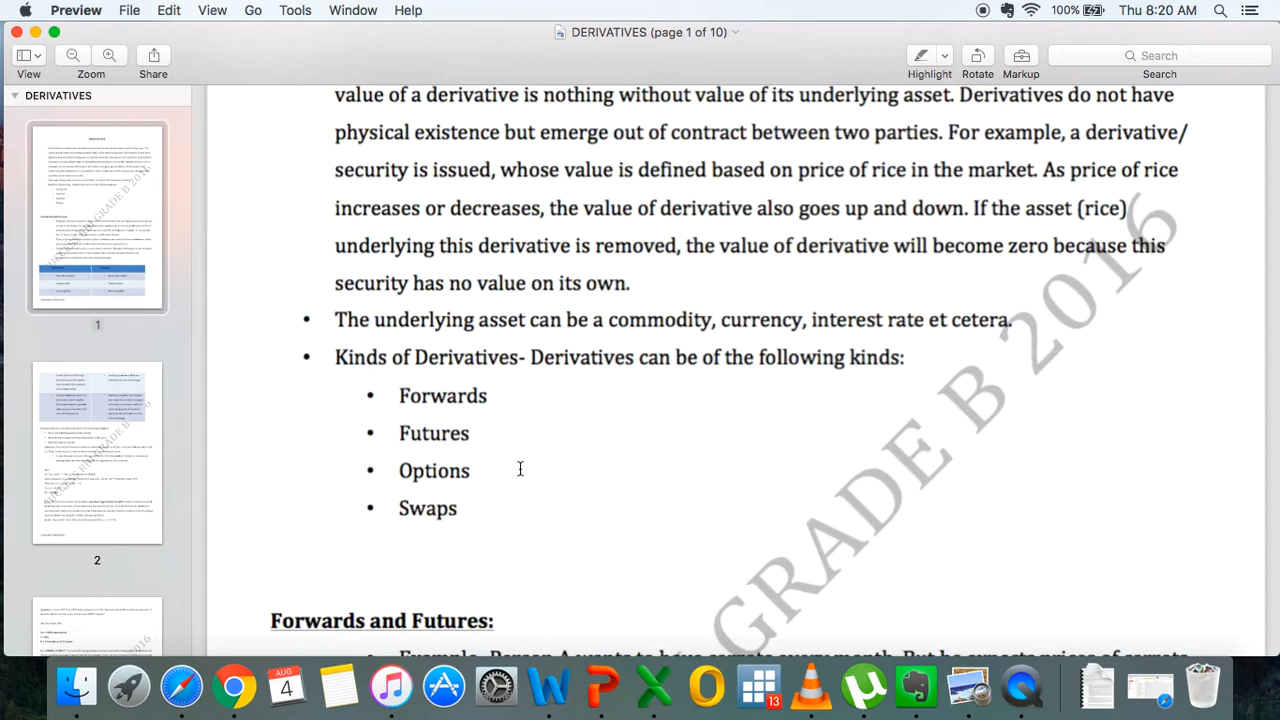 Preview File Edit View Go Tools Window Help 100% Thu 8:20 AM
DERIVATIVES (page 1 of 10)
View Zoom Share Search Highlight Rotate Markup Search
DERIVATIVES
1
2
value of a derivative is nothing without value of its underlying asset. Derivatives do not have
physical existence but emerge out of contract between two parties. For example, a derivative/
security is issued, whose value is defined based on price of rice in the market. As price of rice
increases or decreases, the value of derivative also goes up and down. If the asset (rice)
underlying this derivative is removed, the value of derivative will become zero because this
security has no value on its own.
• The underlying asset can be a commodity, currency, interest rate et cetera.
• Kinds of Derivatives- Derivatives can be of the following kinds:
• Forwards
• Futures
• Options
• Swaps
Forwards and Futures:
GRADE B 2016
4
AUG
13